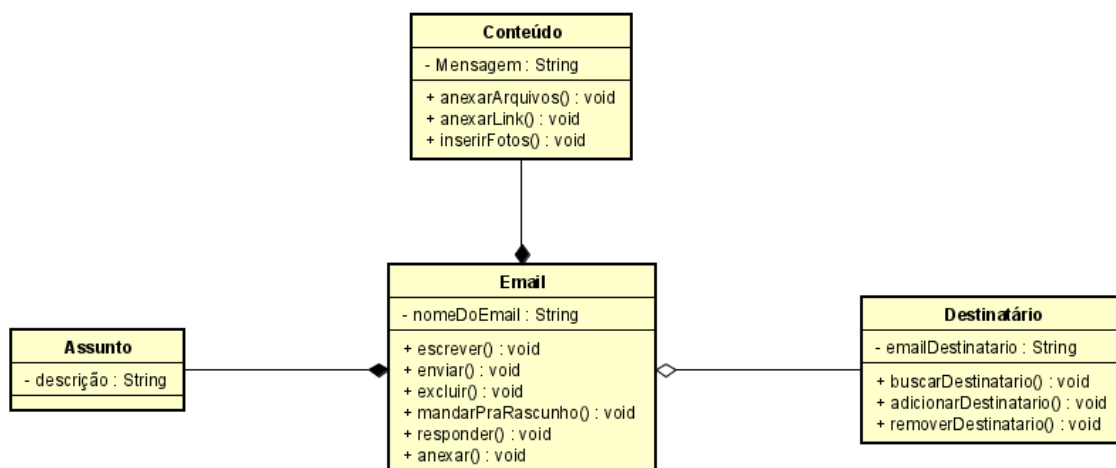 Conteúdo
- Mensagem : String
+ anexarArquivos() : void
+ anexarLink() : void
+ inserirFotos() : void
Email
- nomeDoEmail : String
+ escrever() : void
+ enviar() : void
+ excluir() : void
+ mandarPraRascunho() : void
+ responder() : void
+ anexar() : void
Assunto
- descrição : String
Destinatário
- emailDestinatario : String
+ buscarDestinatario() : void
+ adicionarDestinatario() : void
+ removerDestinatario() : void